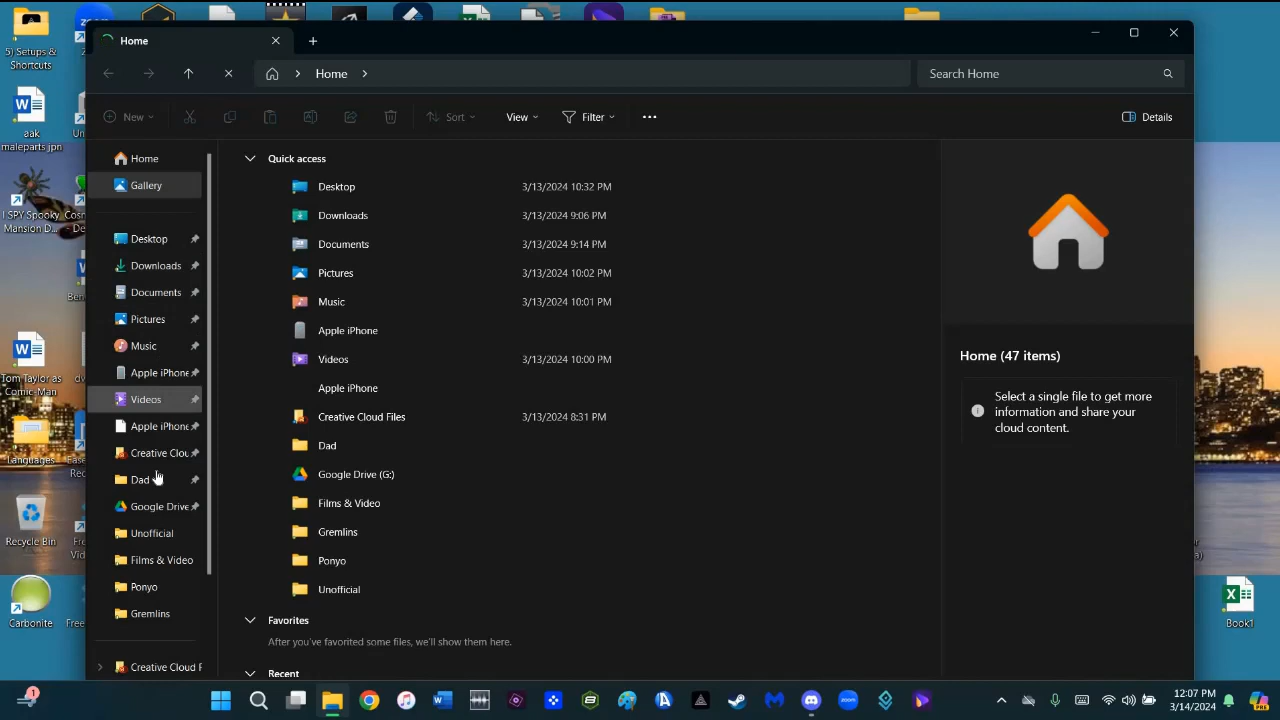 5) Setups &
Shortcuts
aak
maleparts jpn
I SPY Spooky
Mansion D...
Tom Taylor as
Comic-Man
Languages
Recycle Bin
Carbonite
Home
Home
Search Home
New
Sort
View
Filter
Details
Home
Gallery
Desktop
Downloads
Documents
Pictures
Music
Apple iPhone
Videos
Apple iPhone
Creative Clou
Dad
Google Drive
Unofficial
Films & Video
Ponyo
Gremlins
Creative Cloud F
Quick access
Desktop 3/13/2024 10:32 PM
Downloads 3/13/2024 9:06 PM
Documents 3/13/2024 9:14 PM
Pictures 3/13/2024 10:02 PM
Music 3/13/2024 10:01 PM
Apple iPhone
Videos 3/13/2024 10:00 PM
Apple iPhone
Creative Cloud Files 3/13/2024 8:31 PM
Dad
Google Drive (G:)
Films & Video
Gremlins
Ponyo
Unofficial
Favorites
After you've favorited some files, we'll show them here.
Recent
Home (47 items)
Select a single file to get more
information and share your
cloud content.
Book1
1
12:07 PM
3/14/2024